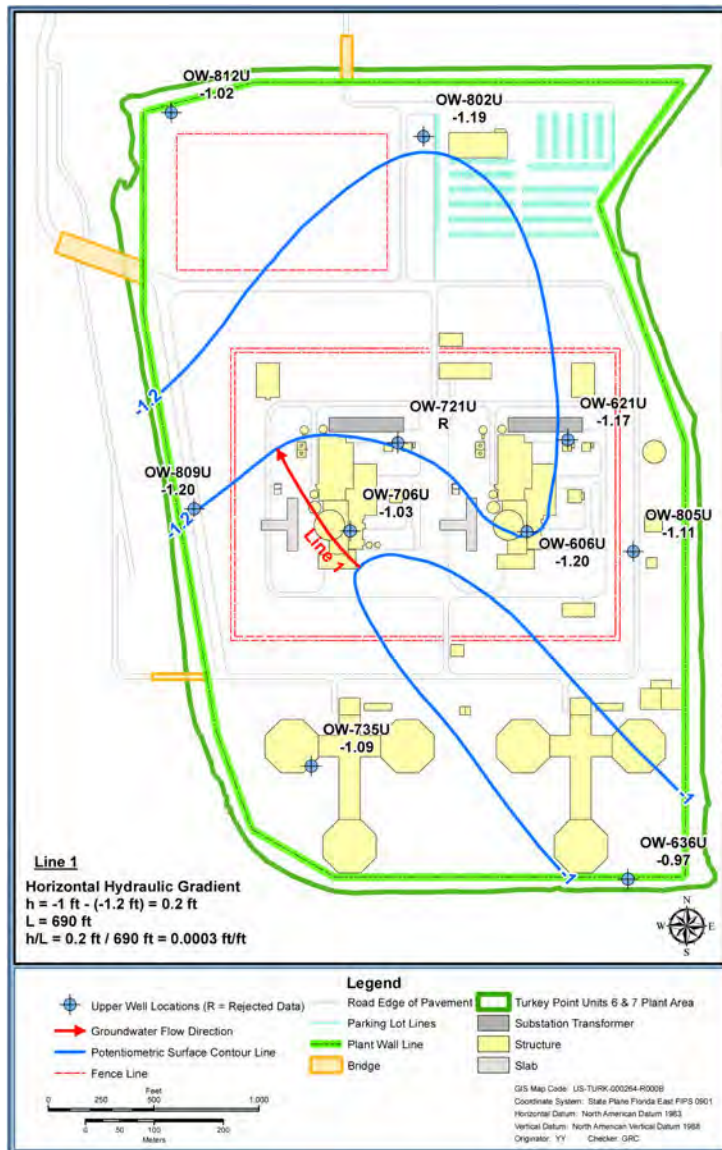 OW-812U
-1.02
OW-802U
-1.19
-1.2
OW-721U
R
OW-621U
-1.17
OW-809U
-1.20
-1.2
OW-706U
-1.03
OW-805U
-1.11
Line 1
OW-606U
-1.20
OW-735U
-1.09
-1
-1
OW-636U
-0.97
Line 1
Horizontal Hydraulic Gradient
h = -1 ft - (-1.2 ft) = 0.2 ft
L = 690 ft
h/L = 0.2 ft / 690 ft = 0.0003 ft/ft
N
W E
S
Legend
Upper Well Locations (R = Rejected Data)
Groundwater Flow Direction
Potentiometric Surface Contour Line
Fence Line
Road Edge of Pavement
Parking Lot Lines
Plant Wall Line
Bridge
Turkey Point Units 6 & 7 Plant Area
Substation Transformer
Structure
Slab
Feet
0 250 500 1,000
0 50 100 200
Meters
GIS Map Code: US-TURK-000264-R000B
Coordinate System: State Plane Florida East FIPS 0901
Horizontal Datum: North American Datum 1983
Vertical Datum: North American Vertical Datum 1988
Originator: YY Checker: GRC